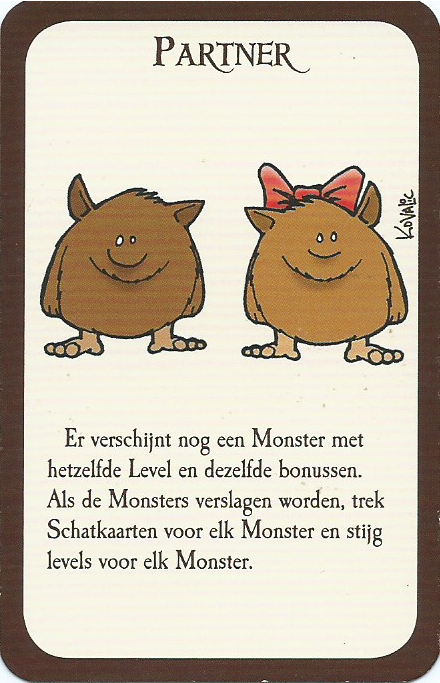 Partner
Kovalic
Er verschijnt nog een Monster met
hetzelfde Level en dezelfde bonussen.
Als de Monsters verslagen worden, trek
Schatkaarten voor elk Monster en stijg
levels voor elk Monster.